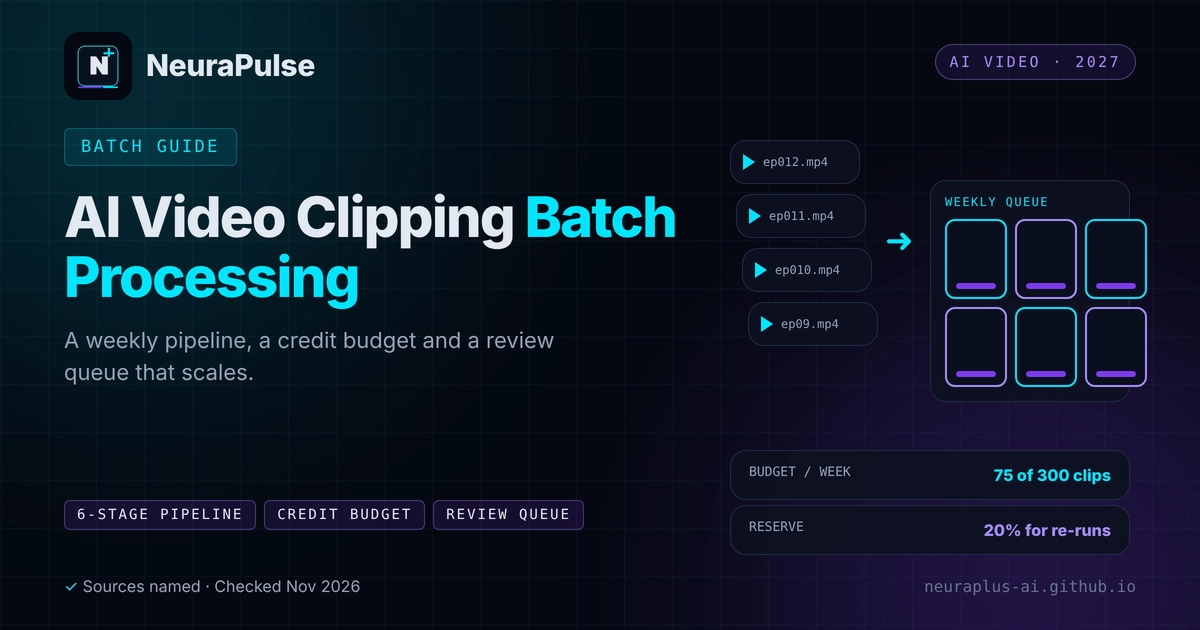 N
NeuraPulse
AI VIDEO · 2027
BATCH GUIDE
AI Video Clipping Batch
Processing
A weekly pipeline, a credit budget and a review
queue that scales.
ep012.mp4
ep011.mp4
ep010.mp4
ep09.mp4
WEEKLY QUEUE
BUDGET / WEEK
75 of 300 clips
RESERVE
20% for re-runs
6-STAGE PIPELINE
CREDIT BUDGET
REVIEW QUEUE
✓ Sources named · Checked Nov 2026
neuraplus-ai.github.io